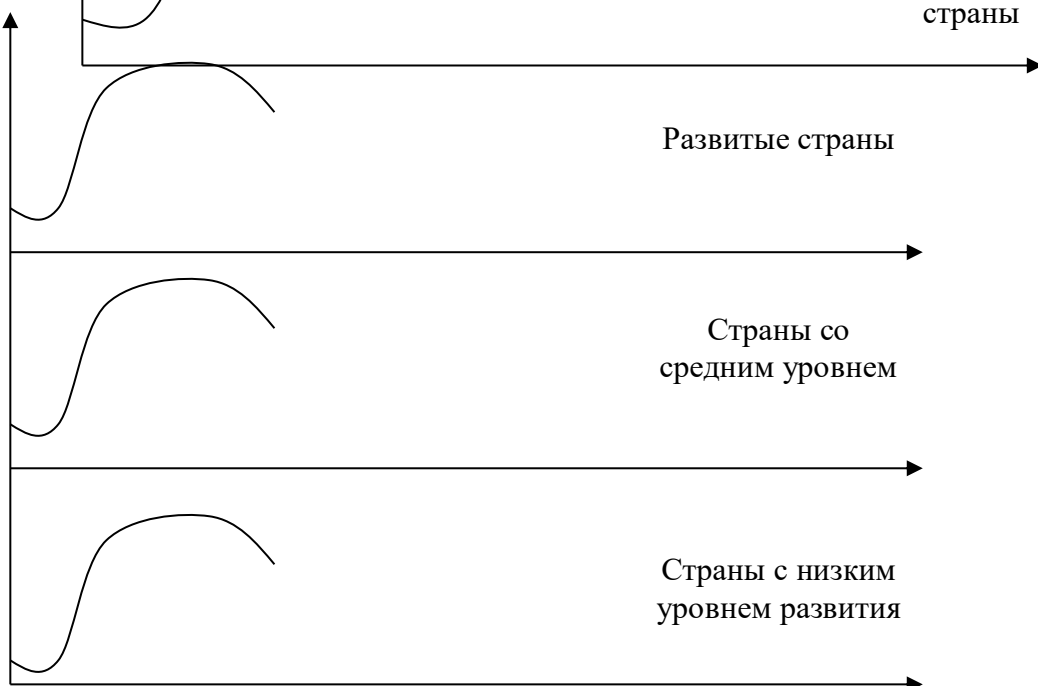 страны
Развитые страны
Страны со
средним уровнем
Страны с низким
уровнем развития